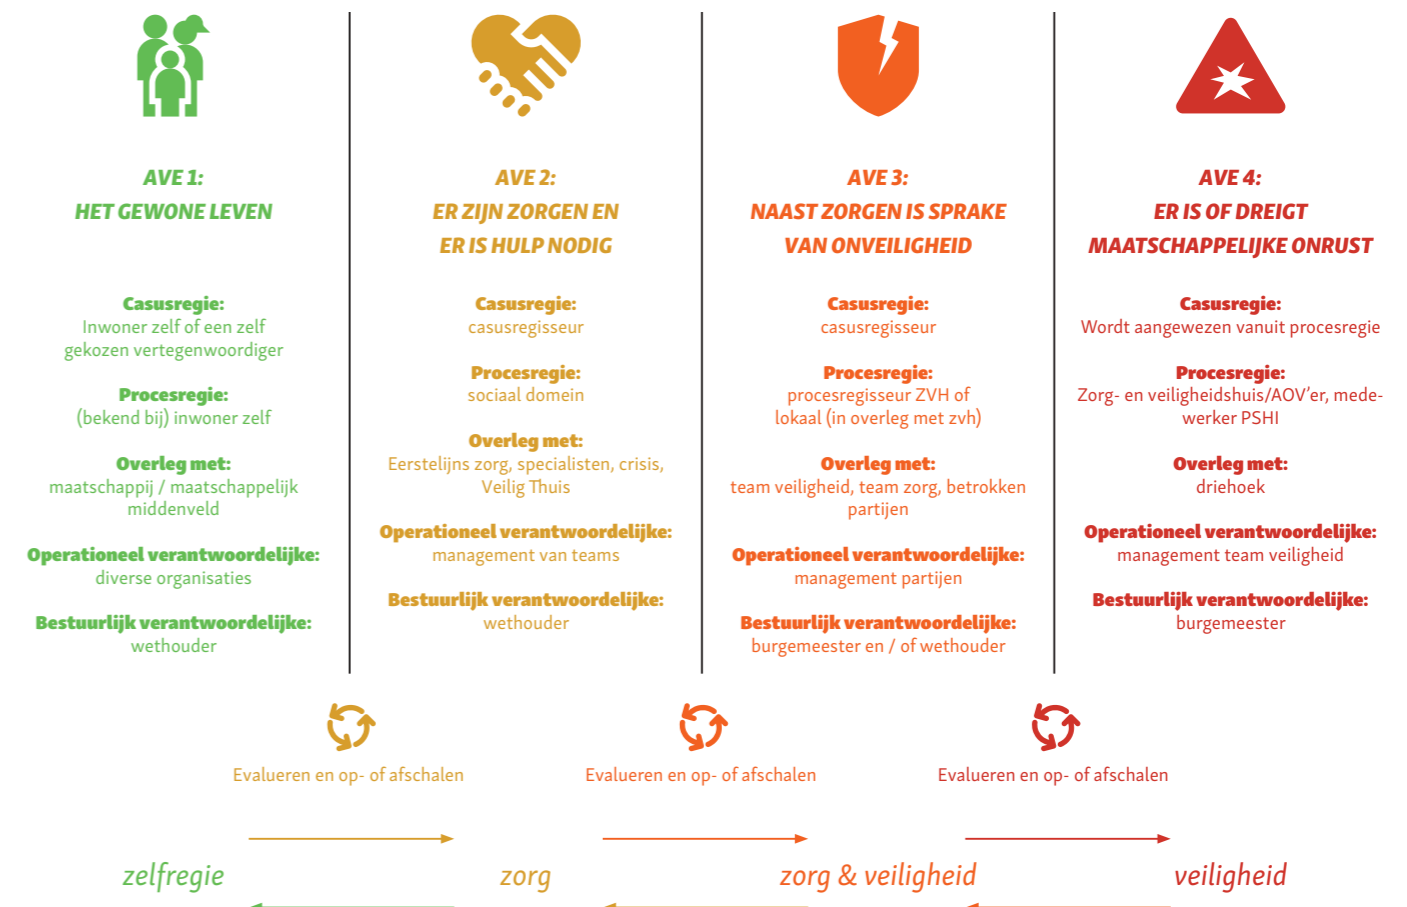 AVE 1:
HET GEWONE LEVEN
Casusregie:
Inwoner zelf of een zelf
gekozen vertegenwoordiger
Procesregie:
(bekend bij) inwoner zelf
Overleg met:
maatschappij / maatschappelijk
middenveld
Operationeel verantwoordelijke:
diverse organisaties
Bestuurlijk verantwoordelijke:
wethouder
AVE 2:
ER ZIJN ZORGEN EN
ER IS HULP NODIG
Casusregie:
casusregisseur
Procesregie:
sociaal domein
Overleg met:
Eerstelijns zorg, specialisten, crisis,
Veilig Thuis
Operationeel verantwoordelijke:
management van teams
Bestuurlijk verantwoordelijke:
wethouder
AVE 3:
NAAST ZORGEN IS SPRAKE
VAN ONVEILIGHEID
Casusregie:
casusregisseur
Procesregie:
procesregisseur ZVH of
lokaal (in overleg met zvh)
Overleg met:
team veiligheid, team zorg, betrokken
partijen
Operationeel verantwoordelijke:
management partijen
Bestuurlijk verantwoordelijke:
burgemeester en / of wethouder
AVE 4:
ER IS OF DREIGT
MAATSCHAPPELIJKE ONRUST
Casusregie:
Wordt aangewezen vanuit procesregie
Procesregie:
Zorg- en veiligheidshuis/AOV’er, mede-
werker PSHI
Overleg met:
driehoek
Operationeel verantwoordelijke:
management team veiligheid
Bestuurlijk verantwoordelijke:
burgemeester
Evalueren en op- of afschalen
Evalueren en op- of afschalen
Evalueren en op- of afschalen
zelfregie
zorg
zorg & veiligheid
veiligheid